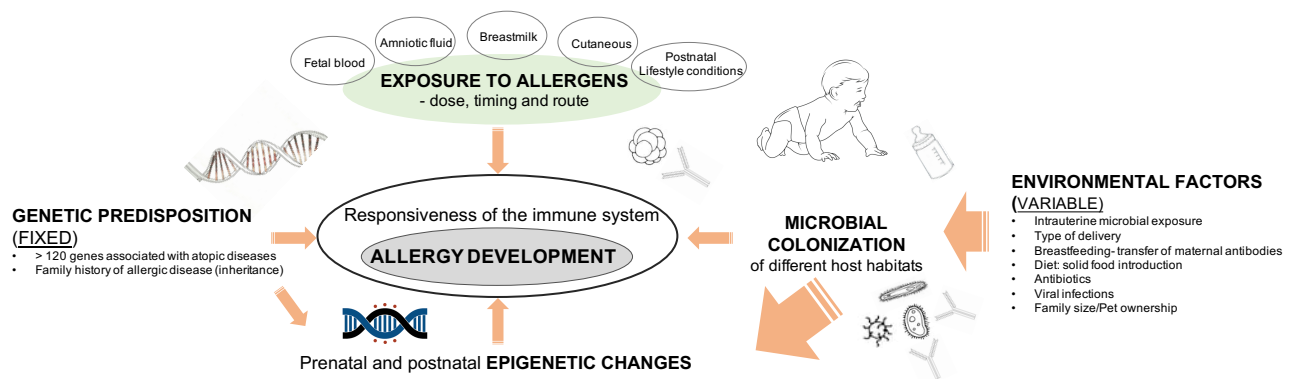 Fetal blood
Amniotic fluid
Breastmilk
Cutaneous
Postnatal
Lifestyle conditions
EXPOSURE TO ALLERGENS
- dose, timing and route
GENETIC PREDISPOSITION
(FIXED)
• > 120 genes associated with atopic diseases
• Family history of allergic disease (inheritance)
Responsiveness of the immune system
ALLERGY DEVELOPMENT
MICROBIAL
COLONIZATION
of different host habitats
ENVIRONMENTAL FACTORS
(VARIABLE)
• Intrauterine microbial exposure
• Type of delivery
• Breastfeeding- transfer of maternal antibodies
• Diet: solid food introduction
• Antibiotics
• Viral infections
• Family size/Pet ownership
Prenatal and postnatal EPIGENETIC CHANGES